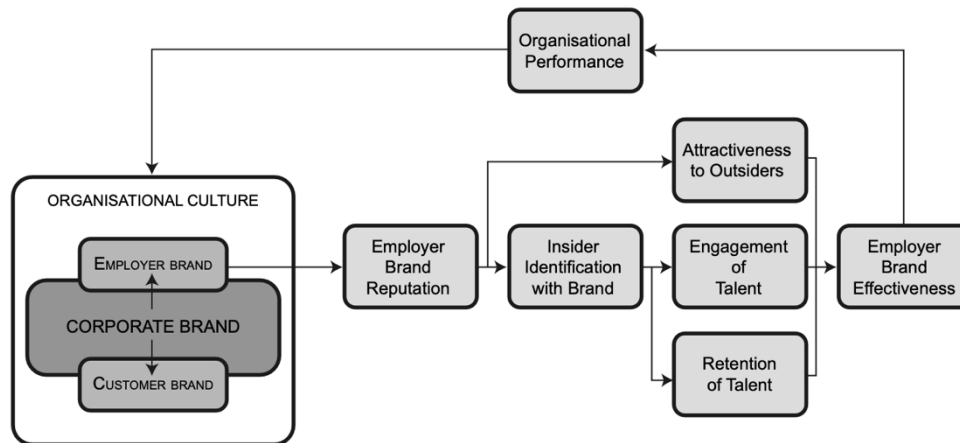 Organisational
Performance
Attractiveness
to Outsiders
ORGANISATIONAL CULTURE
EMPLOYER BRAND
CORPORATE BRAND
CUSTOMER BRAND
Employer
Brand
Reputation
Insider
Identification
with Brand
Engagement
of
Talent
Employer
Brand
Effectiveness
Retention
of Talent